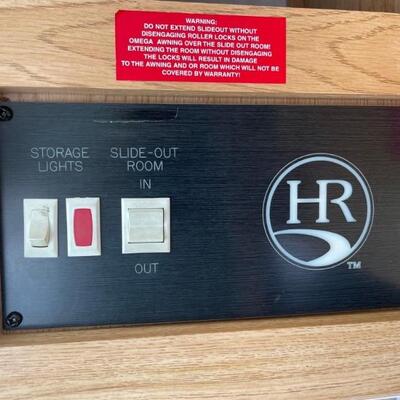 WARNING:
DO NOT EXTEND SLIDEOUT WITHOUT
DISENGAGING ROLLER LOCKS ON THE
OMEGA AWNING OVER THE SLIDE OUT ROOM!
EXTENDING THE ROOM WITHOUT DISENGAGING
THE LOCKS WILL RESULT IN DAMAGE
TO THE AWNING AND OR ROOM WHICH WILL NOT BE
COVERED BY WARRANTY!
STORAGE
LIGHTS
SLIDE-OUT
ROOM
IN
OUT
HR
TM